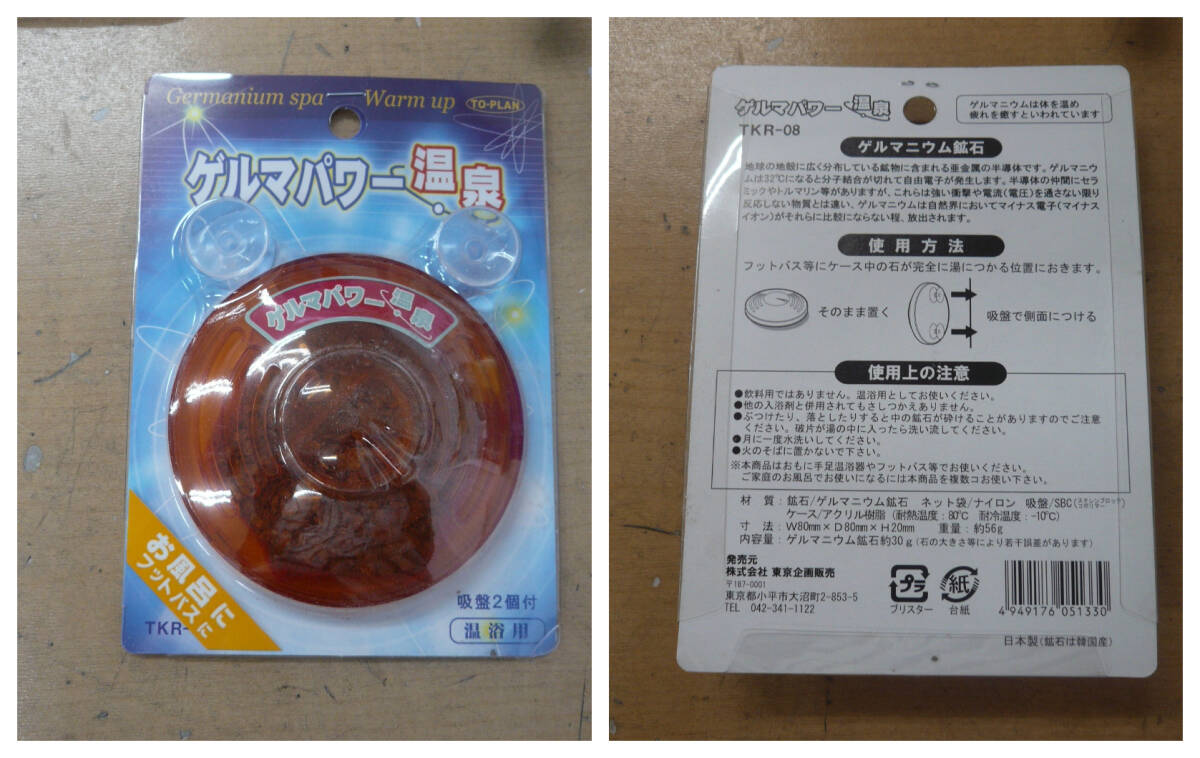 Germanium spa Warm up TO-PLAN
ゲルマパワー温泉
ゲルマパワー温泉
お風呂に
フットバスに
吸盤2個付
TKR-
温浴用
ゲルマパワー温泉
TKR-08
ゲルマニウムは体を温め
疲れを癒すといわれています
ゲルマニウム鉱石
地球の地殻に広く分布している鉱物に含まれる亜金属の半導体です。ゲルマニウ
ムは32℃になると分子結合が切れて自由電子が発生します。半導体の仲間にセラ
ミックやトルマリン等がありますが、これらは強い衝撃や電流(電圧)を通さない限り
反応しない物質とは違い、ゲルマニウムは自然界においてマイナス電子(マイナス
イオン)がそれらに比較にならない程、放出されます。
使用方法
フットバス等にケース中の石が完全に湯につかる位置におきます。
そのまま置く
吸盤で側面につける
使用上の注意
●飲料用ではありません。温浴用としてお使いください。
●他の入浴剤と併用されてもさしつかえありません。
●ぶつけたり、落としたりすると中の鉱石が砕けることがありますのでご注意
ください。破片が湯の中に入ったら洗い流してください。
●月に一度水洗いしてください。
●火のそばに置かないで下さい。
※本商品はおもに手足温浴器やフットバス等でお使いください。
ご家庭のお風呂でお使いになるには本商品を複数コお使い下さい。
材 質:鉱石/ゲルマニウム鉱石 ネット袋/ナイロン 吸盤/SBC
ケース/アクリル樹脂(耐熱温度:80℃ 耐冷温度:-10℃)
寸 法:W80mm×D80mm×H20mm 重量:約56g
内容量:ゲルマニウム鉱石約30g(石の大きさ等により若干誤差があります)
発売元
株式会社 東京企画販売
〒187-0001
東京都小平市大沼町2-853-5
TEL 042-341-1122
プラ
ブリスター
紙
台紙
4 949176 051330
日本製(鉱石は韓国産)